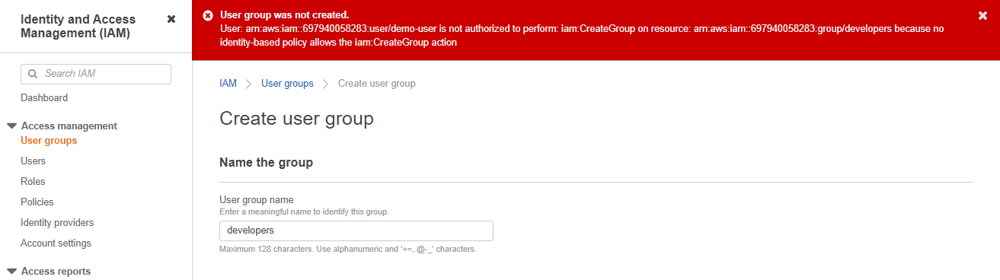 Identity and Access
Management (IAM)
Search IAM
Dashboard
Access management
User groups
Users
Roles
Policies
Identity providers
Account settings
Access reports
User group was not created.
User: arn:aws:iam::697940058283:user/demo-user is not authorized to perform: iam:CreateGroup on resource: arn:aws:iam::697940058283:group/developers because no
identity-based policy allows the iam:CreateGroup action
IAM > User groups > Create user group
Create user group
Name the group
User group name
Enter a meaningful name to identify this group.
developers
Maximum 128 characters. Use alphanumeric and '+=,.@-_' characters.